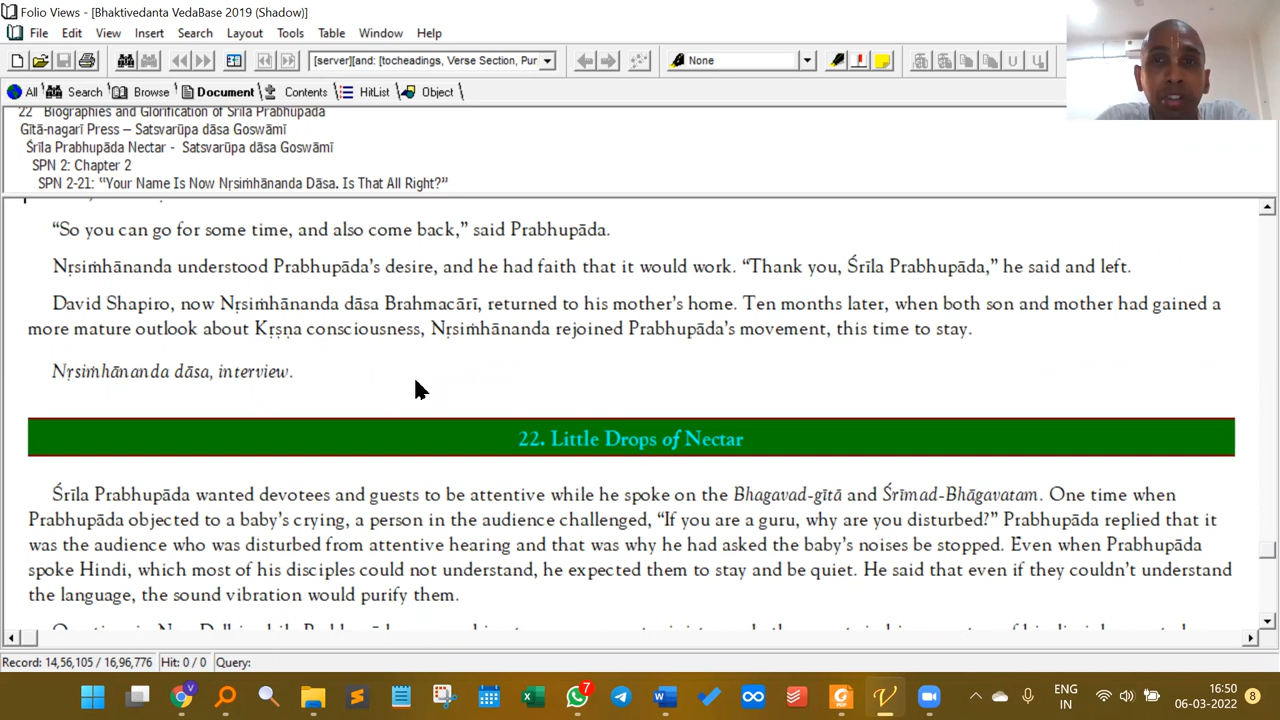 Folio Views - [Bhaktivedanta VedaBase 2019 (Shadow)]
File Edit View Insert Search Layout Tools Table Window Help
[server][and: [tocheadings, Verse Section, Pur None
All Search Browse Document Contents HitList Object
22 Biographies and Glorification of Śrīla Prabhupāda
Gītā-nagarī Press – Satsvarūpa dāsa Goswāmī
Śrīla Prabhupāda Nectar - Satsvarūpa dāsa Goswāmī
SPN 2: Chapter 2
SPN 2-21: "Your Name Is Now Nṛsiṁhānanda Dāsa. Is That All Right?"
“So you can go for some time, and also come back,” said Prabhupāda.
Nṛsiṁhānanda understood Prabhupāda’s desire, and he had faith that it would work. “Thank you, Śrīla Prabhupāda,” he said and left.
David Shapiro, now Nṛsiṁhānanda dāsa Brahmacārī, returned to his mother’s home. Ten months later, when both son and mother had gained a
more mature outlook about Kṛṣṇa consciousness, Nṛsiṁhānanda rejoined Prabhupāda’s movement, this time to stay.
Nṛsiṁhānanda dāsa, interview.
22. Little Drops of Nectar
Śrīla Prabhupāda wanted devotees and guests to be attentive while he spoke on the Bhagavad-gītā and Śrīmad-Bhāgavatam. One time when
Prabhupāda objected to a baby’s crying, a person in the audience challenged, “If you are a guru, why are you disturbed?” Prabhupāda replied that it
was the audience who was disturbed from attentive hearing and that was why he had asked the baby’s noises be stopped. Even when Prabhupāda
spoke Hindi, which most of his disciples could not understand, he expected them to stay and be quiet. He said that even if they couldn’t understand
the language, the sound vibration would purify them.
Record: 14,56,105 / 16,96,776 Hit: 0 / 0 Query:
7
ENG
IN
16:50
06-03-2022
8